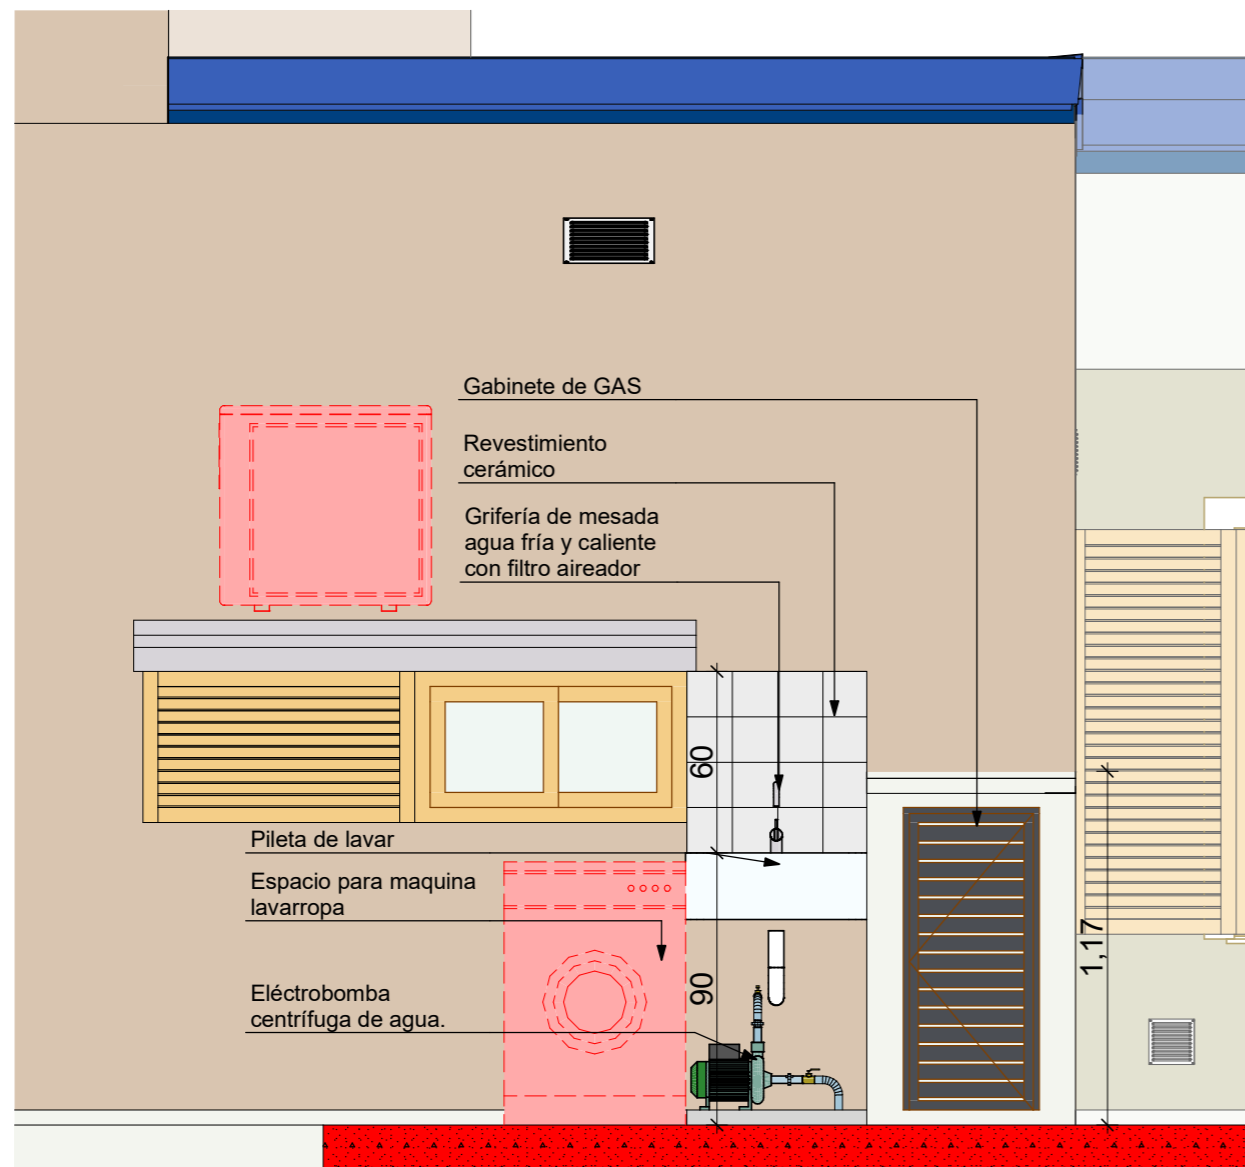 Gabinete de GAS
Revestimiento
cerámico
Grifería de mesada
agua fría y caliente
con filtro aireador
60
Pileta de lavar
Espacio para maquina
lavarropa
1,17
90
Eléctrobomba
centrífuga de agua.